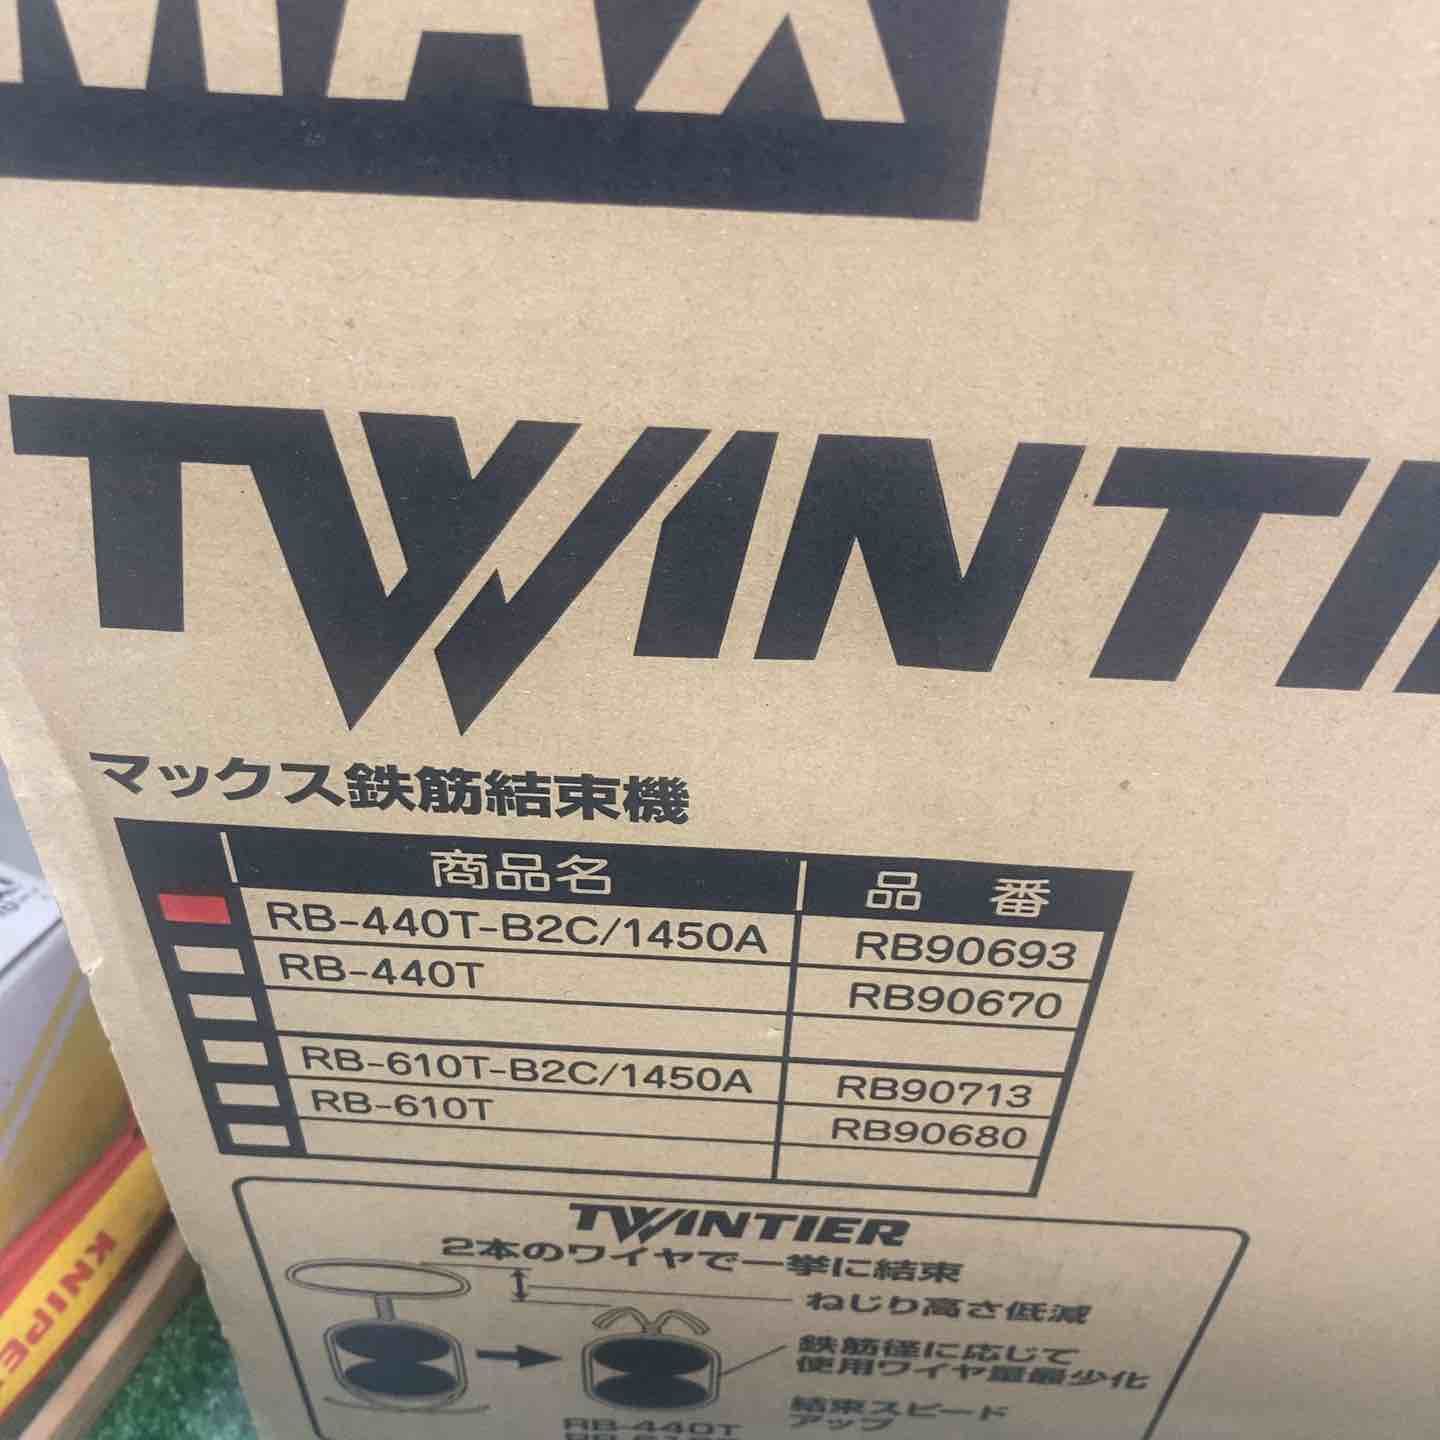 MAX
TWINTI
マックス鉄筋結束機
商品名 品番
RB-440T-B2C/1450A RB90693
RB-440T RB90670
RB-610T-B2C/1450A RB90713
RB-610T RB90680
TWINTIER
2本のワイヤで一挙に結束
ねじり高さ低減
鉄筋径に応じて
使用ワイヤ量最少化
結束スピード
アップ
RB-440T
KNIPE